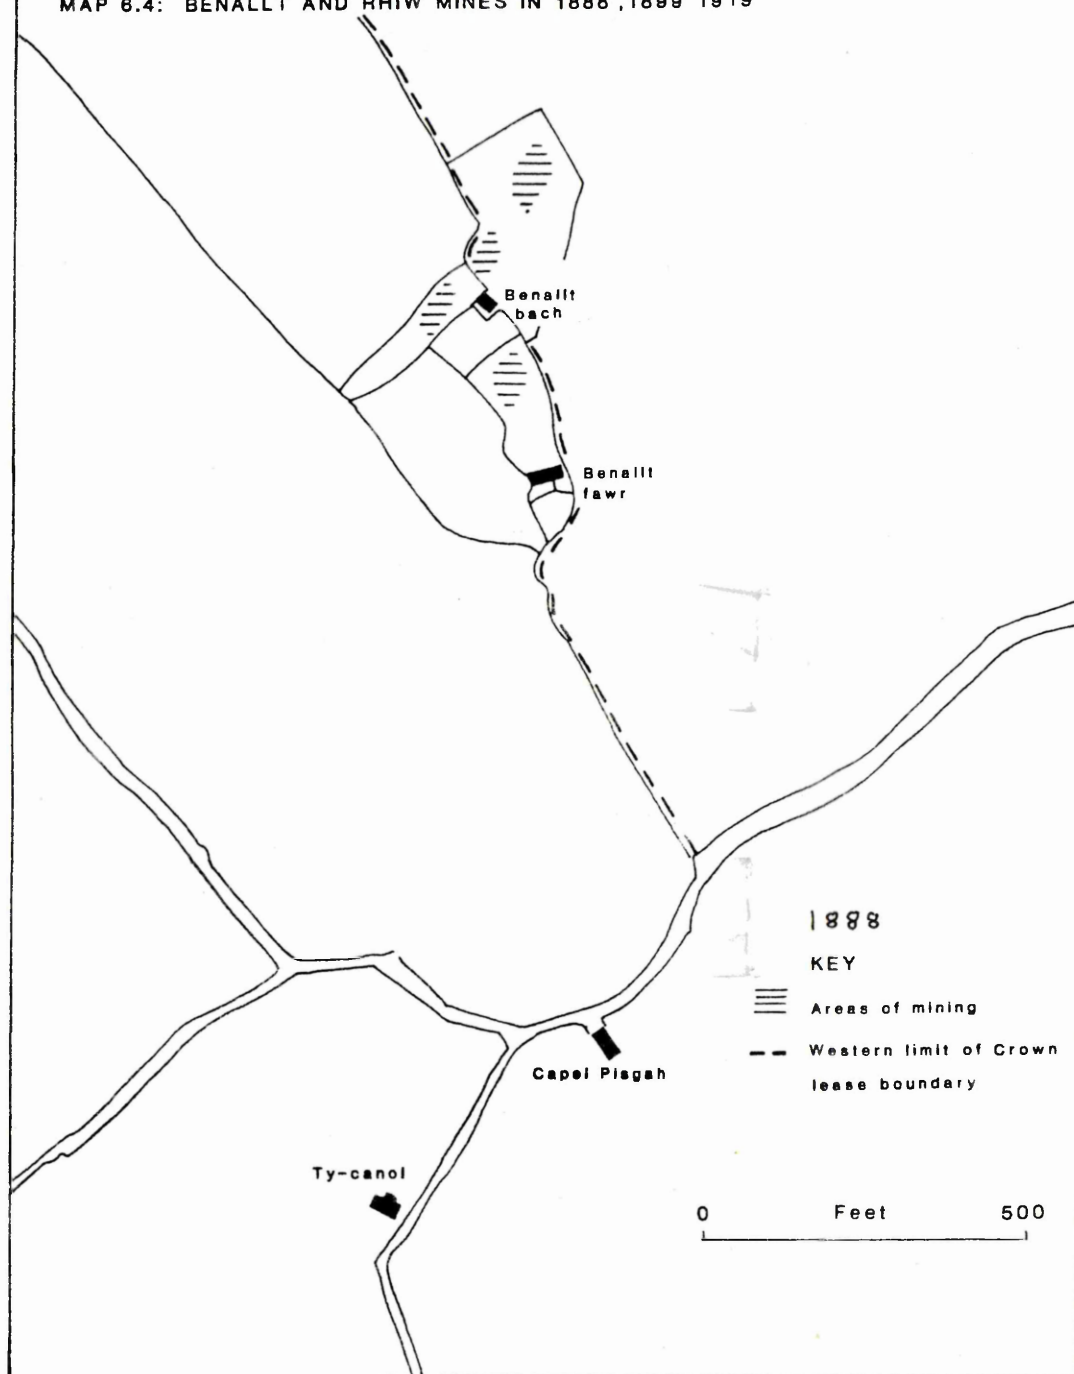 MAP 6.4: BENALLT AND RHIW MINES IN 1888, 1899 1919
Benallt
bach
Benallt
fawr
1888
KEY
Areas of mining
Western limit of Crown
lease boundary
Capel Pisgah
Ty-canol
0 Feet 500